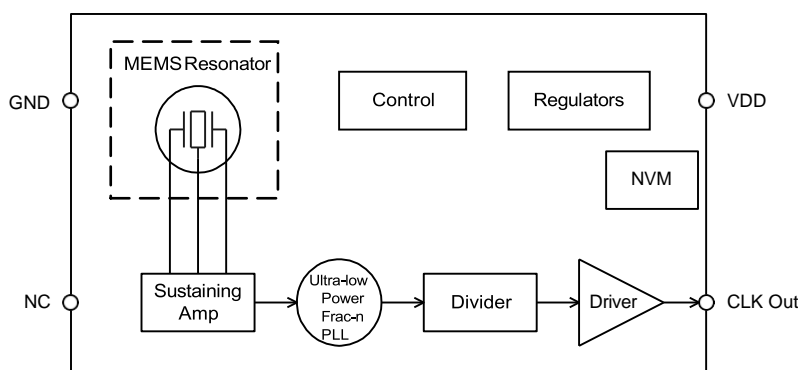 MEMS Resonator
GND
Control
Regulators
VDD
NVM
NC
Sustaining
Amp
Ultra-low
Power
Frac-n
PLL
Divider
Driver
CLK Out